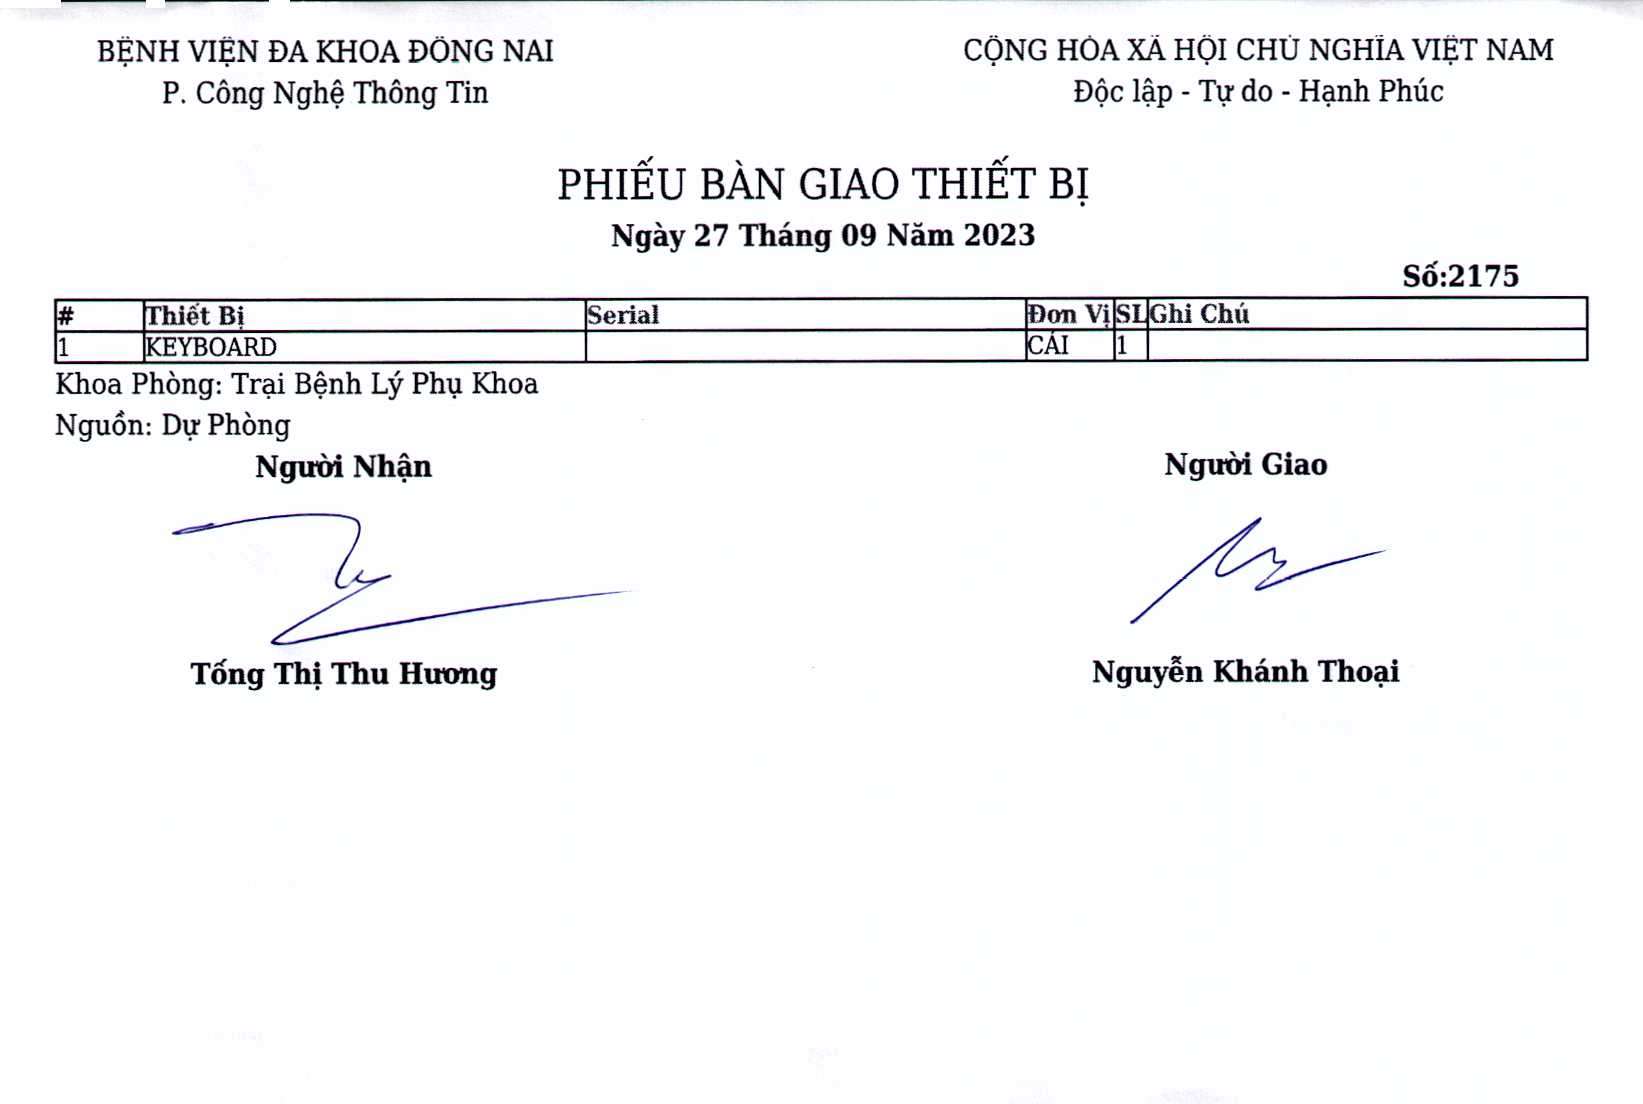 BỆNH VIỆN ĐA KHOA ĐỒNG NAI
P. Công Nghệ Thông Tin
CỘNG HÒA XÃ HỘI CHỦ NGHĨA VIỆT NAM
Độc lập - Tự do - Hạnh Phúc
PHIẾU BÀN GIAO THIẾT BỊ
Ngày 27 Tháng 09 Năm 2023
Số:2175
# Thiết Bị Serial Đơn Vị SL Ghi Chú
1 KEYBOARD CÁI 1
Khoa Phòng: Trại Bệnh Lý Phụ Khoa
Nguồn: Dự Phòng
Người Nhận Người Giao
Tống Thị Thu Hương Nguyễn Khánh Thoại